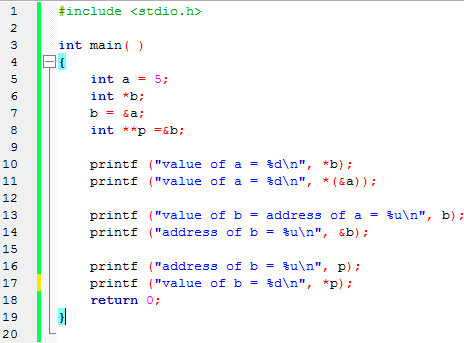 1 #include <stdio.h>
2
3 int main( )
4 {
5 int a = 5;
6 int *b;
7 b = &a;
8 int **p =&b;
9
10 printf ("value of a = %d\n", *b);
11 printf ("value of a = %d\n", *(&a));
12
13 printf ("value of b = address of a = %u\n", b);
14 printf ("address of b = %u\n", &b);
15
16 printf ("address of b = %u\n", p);
17 printf ("value of b = %d\n", *p);
18 return 0;
19 }
20